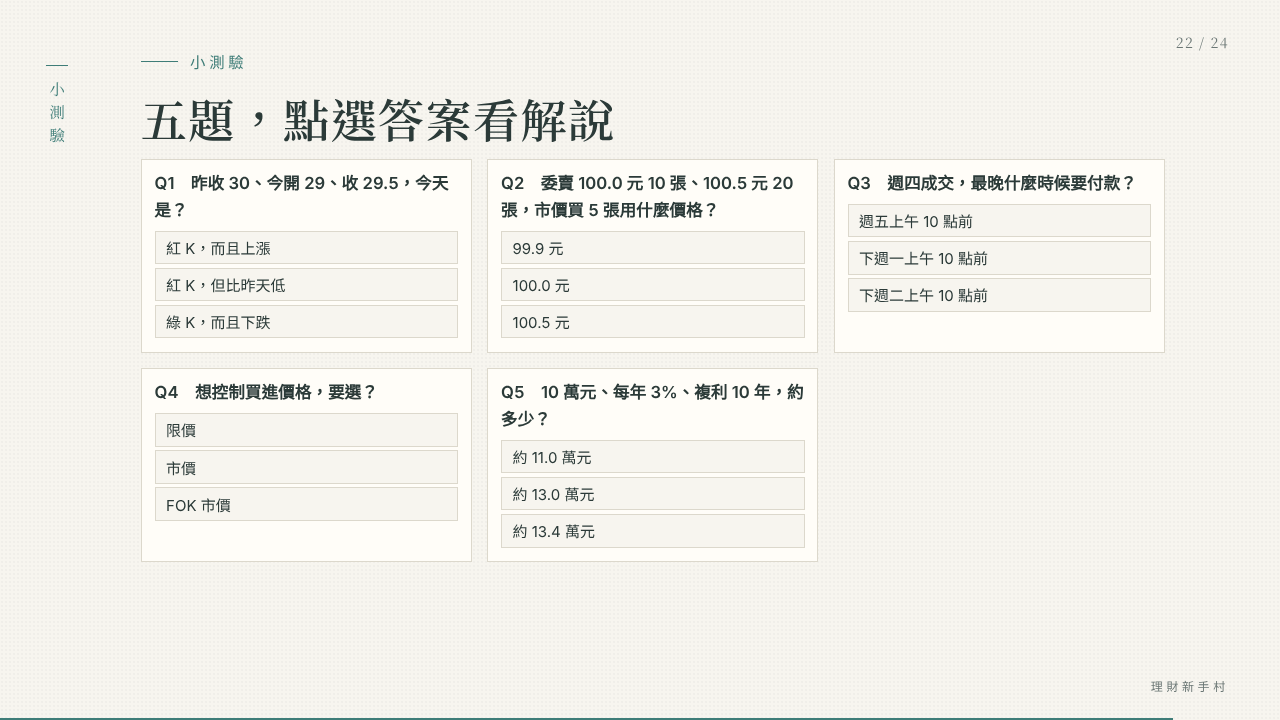 22 / 24
小測驗
小測驗
五題，點選答案看解說
Q1　昨收 30、今開 29、收 29.5，今天
是？
紅 K，而且上漲
紅 K，但比昨天低
綠 K，而且下跌
Q2　委賣 100.0 元 10 張、100.5 元 20
張，市價買 5 張用什麼價格？
99.9 元
100.0 元
100.5 元
Q3　週四成交，最晚什麼時候要付款？
週五上午 10 點前
下週一上午 10 點前
下週二上午 10 點前
Q4　想控制買進價格，要選？
限價
市價
FOK 市價
Q5　10 萬元、每年 3%、複利 10 年，約
多少？
約 11.0 萬元
約 13.0 萬元
約 13.4 萬元
理財新手村